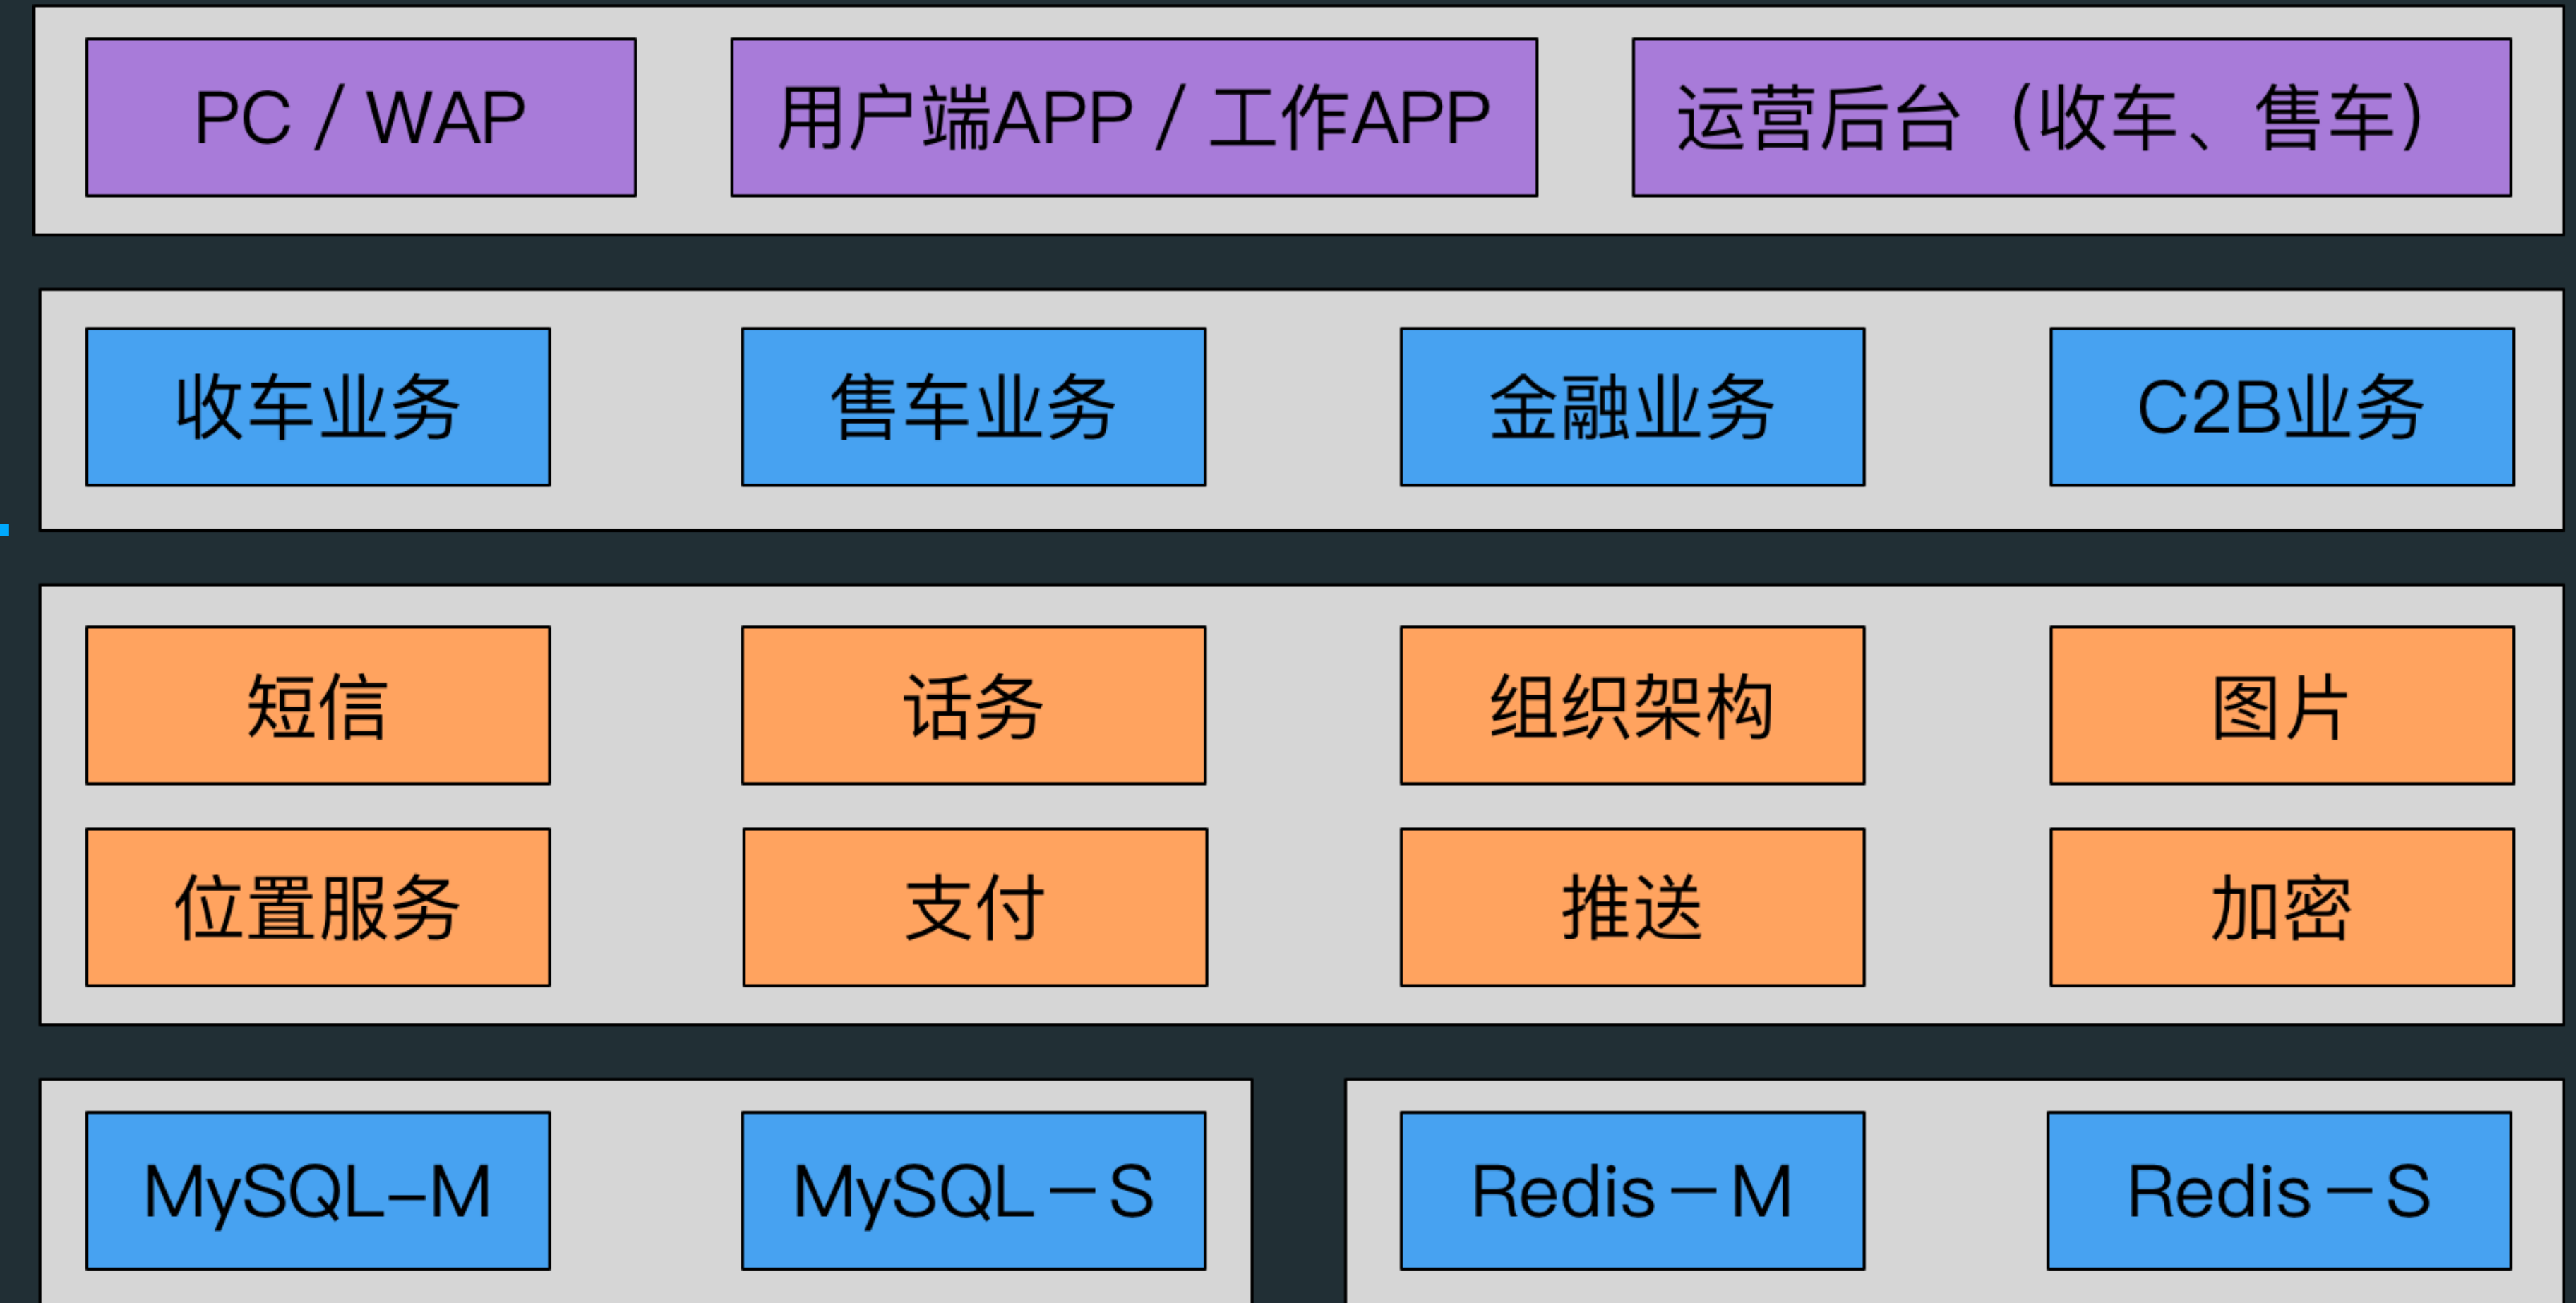 PC / WAP
用户端APP / 工作APP
运营后台（收车、售车）
收车业务
售车业务
金融业务
C2B业务
短信
话务
组织架构
图片
位置服务
支付
推送
加密
MySQL-M
MySQL－S
Redis－M
Redis－S